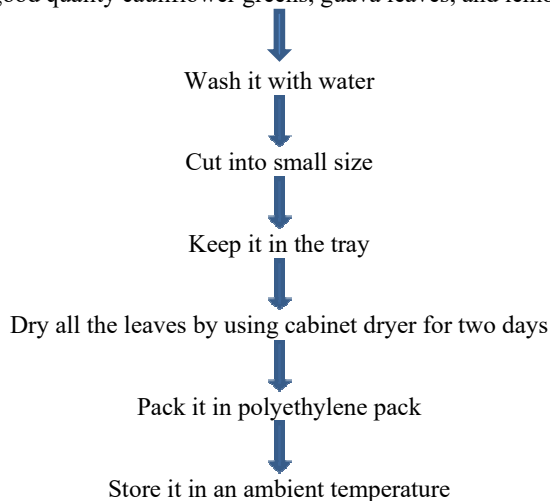 quality cauliflower greens, guava leaves, and
Wash it with water
Cut into small size
Keep it in the tray
Dry all the leaves by using cabinet dryer for two days
Pack it in polyethylene pack
Store it in an ambient temperature